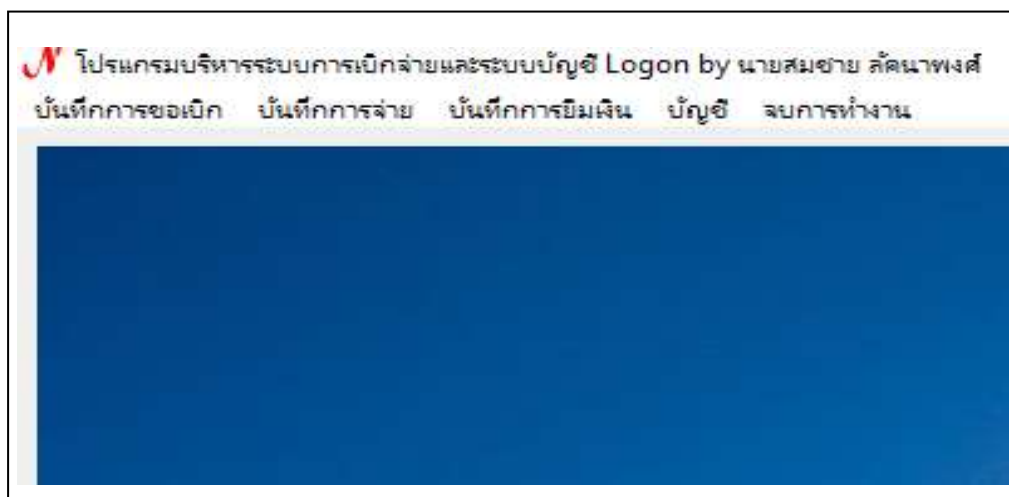 N โปรแกรมบริหารระบบการเบิกจ่ายและระบบบัญชี Logon by นายสมชาย ลัคนาพงศ์
บันทึกการขอเบิก บันทึกการจ่าย บันทึกการยืมเงิน บัญชี จบการทำงาน